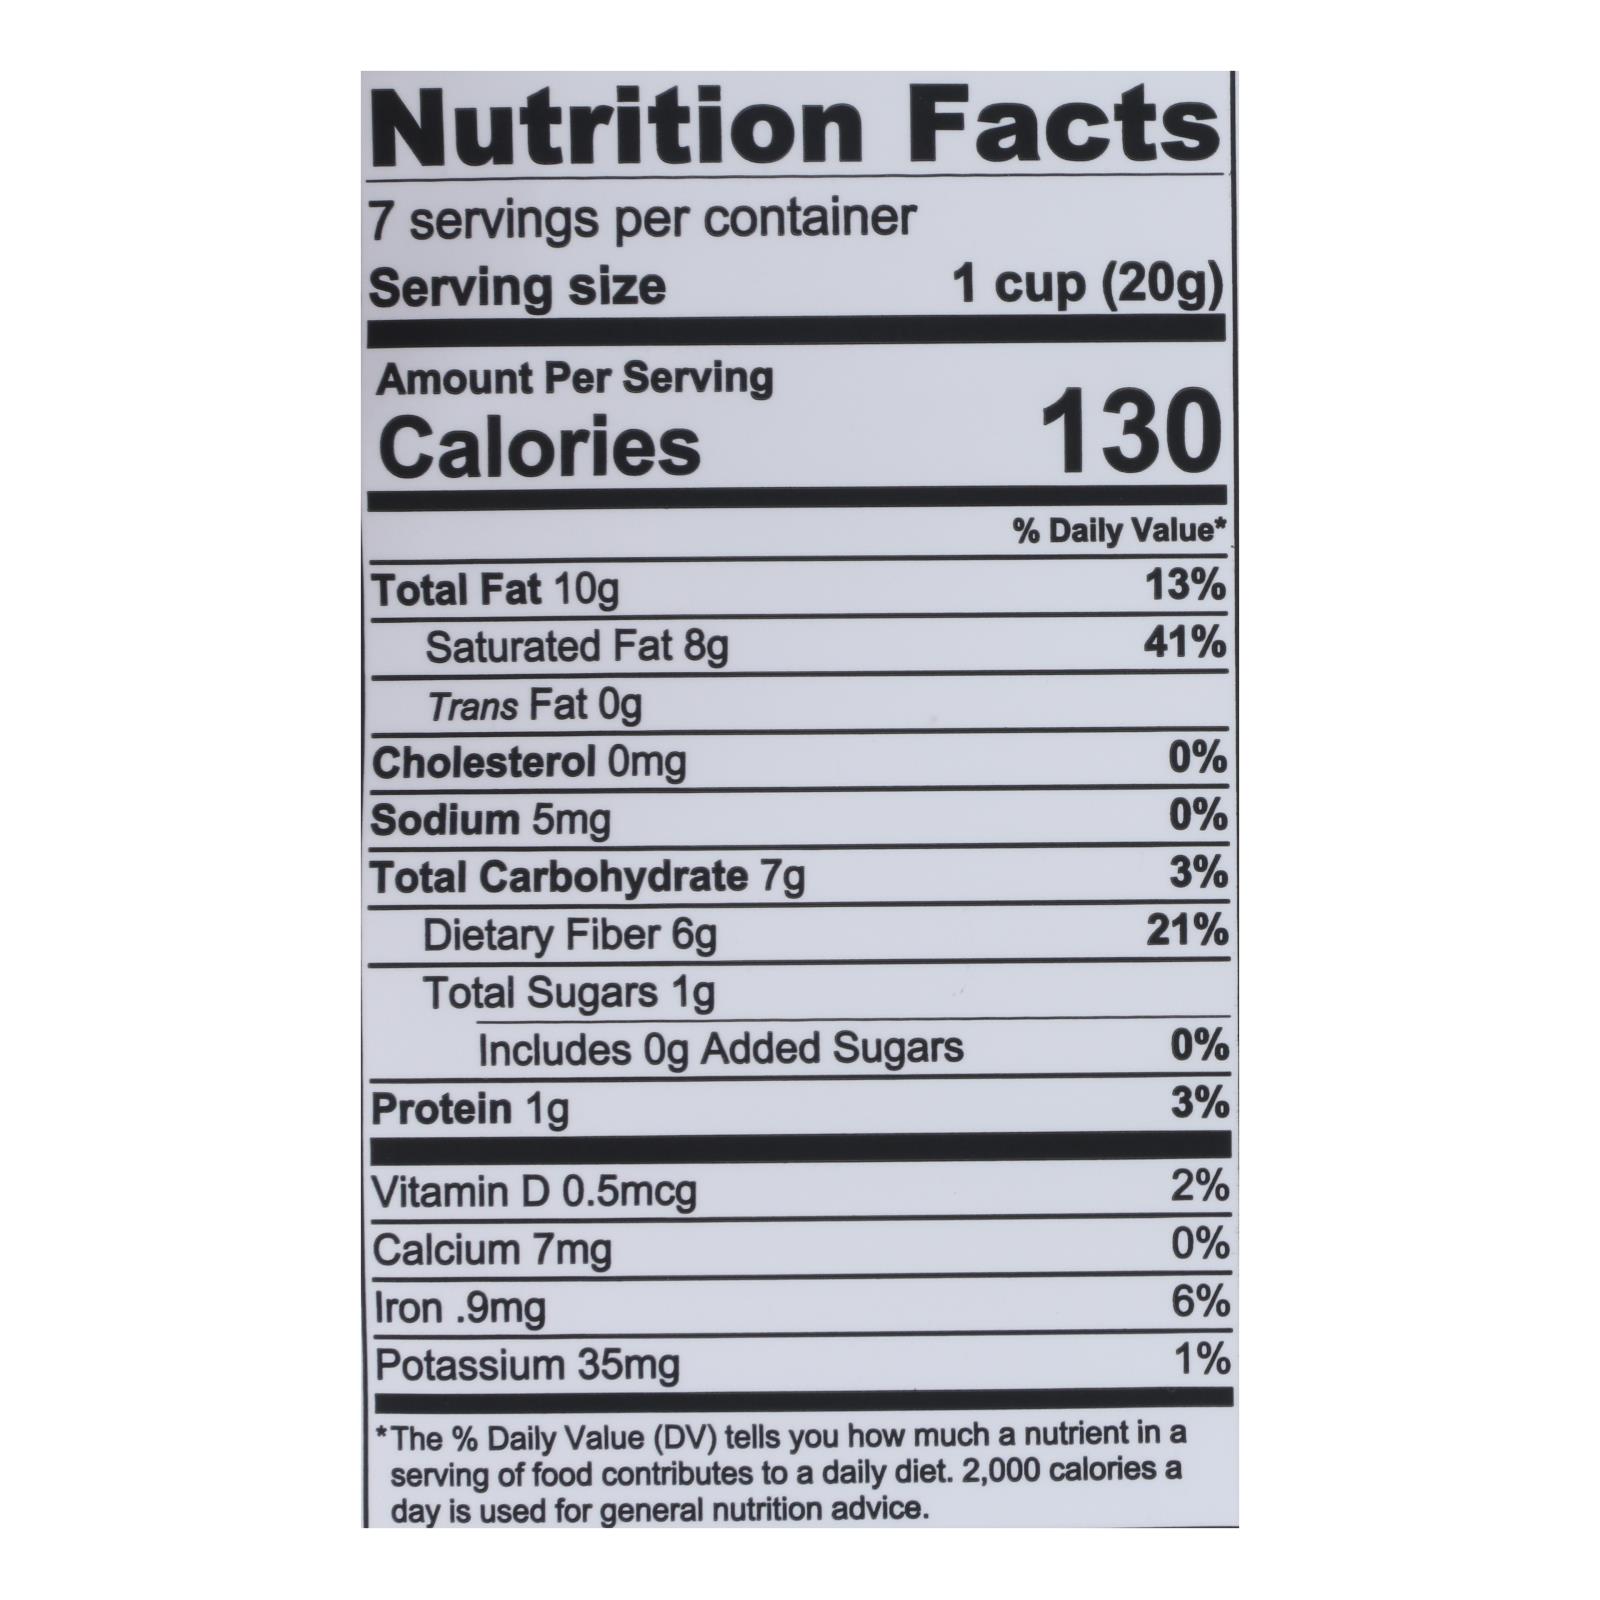 Nutrition Facts
7 servings per container
Serving size 1 cup (20g)
Amount Per Serving
Calories 130
% Daily Value*
Total Fat 10g 13%
Saturated Fat 8g 41%
Trans Fat 0g
Cholesterol 0mg 0%
Sodium 5mg 0%
Total Carbohydrate 7g 3%
Dietary Fiber 6g 21%
Total Sugars 1g
Includes 0g Added Sugars 0%
Protein 1g 3%
Vitamin D 0.5mcg 2%
Calcium 7mg 0%
Iron .9mg 6%
Potassium 35mg 1%
*The % Daily Value (DV) tells you how much a nutrient in a
serving of food contributes to a daily diet. 2,000 calories a
day is used for general nutrition advice.